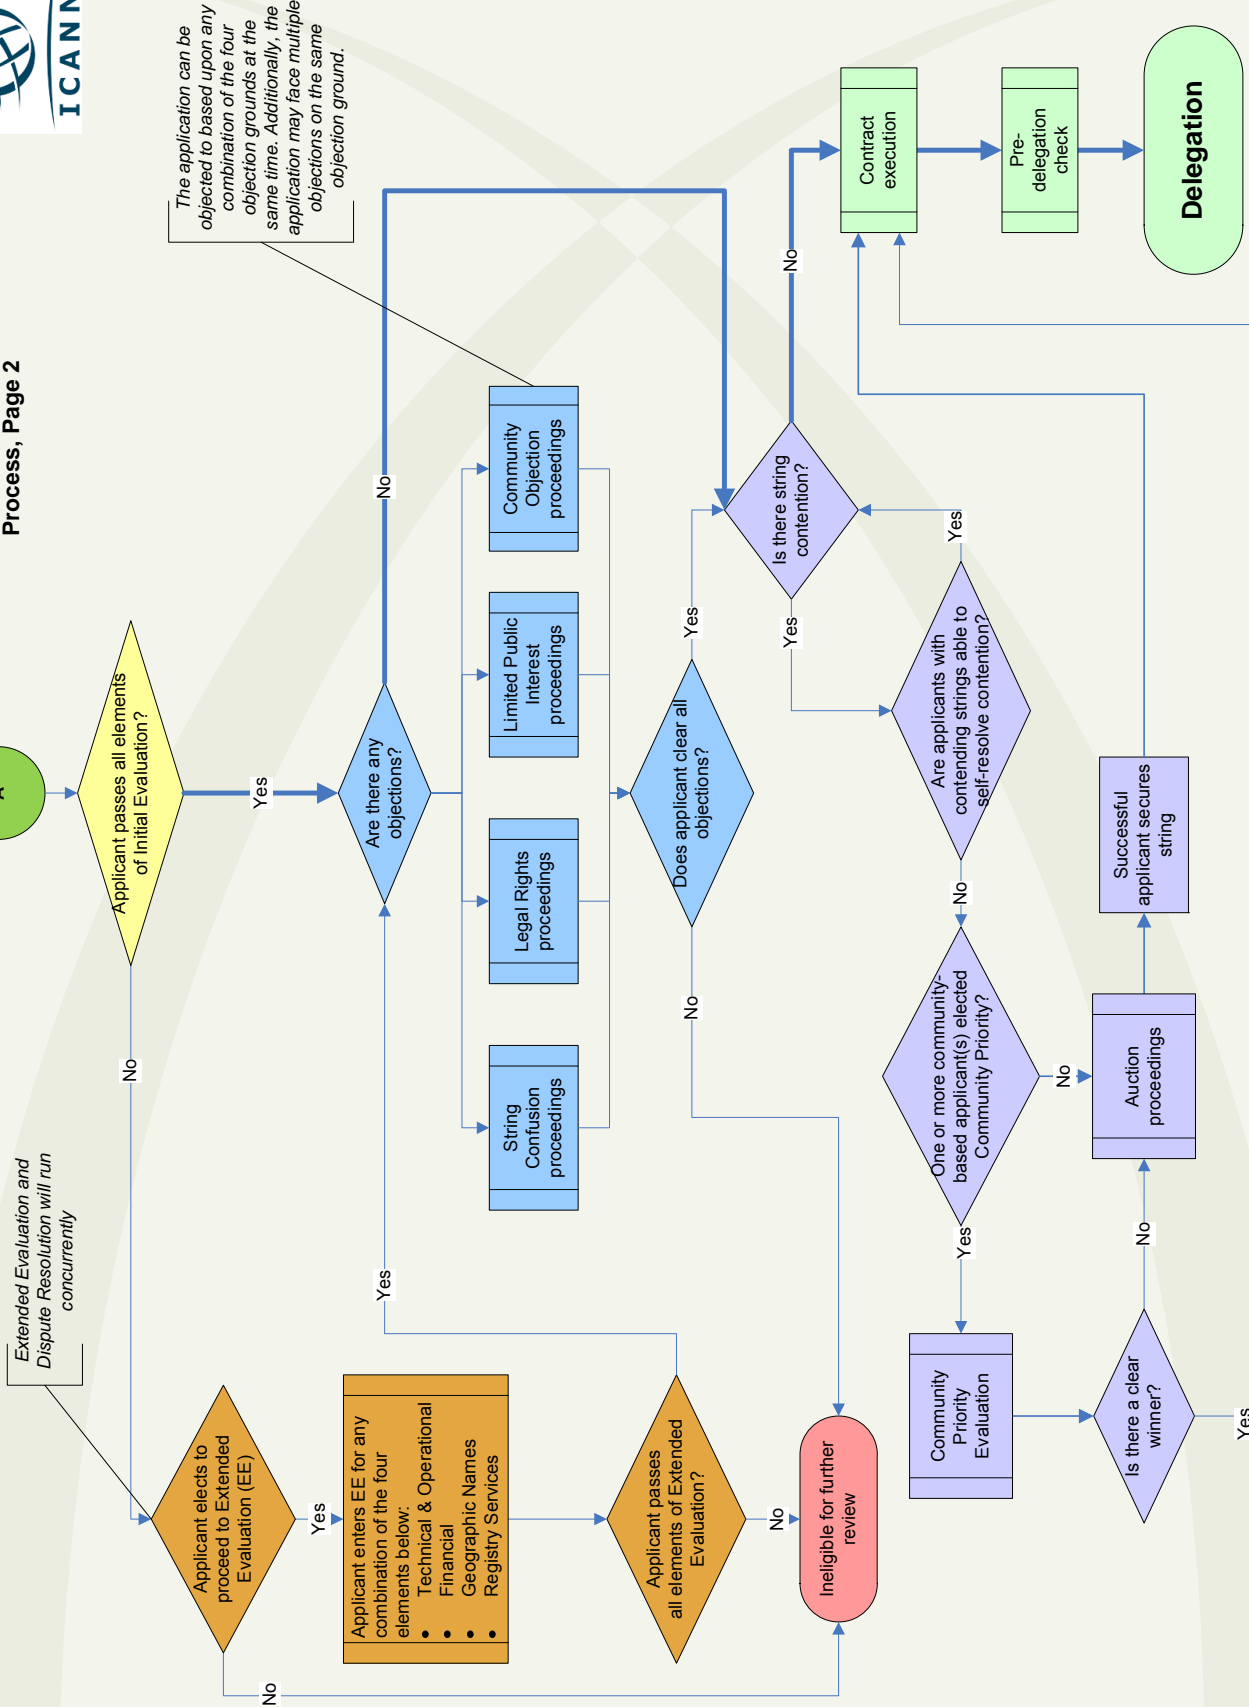 ICANN
Process, Page 2
Extended Evaluation and
Dispute Resolution will run
concurrently
The application can be
objected to based upon any
combination of the four
objection grounds at the
same time. Additionally, the
application may face multiple
objections on the same
objection ground.
Applicant passes all elements
of Initial Evaluation?
No
Yes
Applicant elects to
proceed to Extended
Evaluation (EE)
No
Yes
Applicant enters EE for any
combination of the four
elements below:
• Technical & Operational
• Financial
• Geographic Names
• Registry Services
Applicant passes
all elements of Extended
Evaluation?
Yes
No
Ineligible for further
review
Are there any
objections?
No
String
Confusion
proceedings
Legal Rights
proceedings
Limited Public
Interest
proceedings
Community
Objection
proceedings
Does applicant clear all
objections?
No
Yes
Is there string
contention?
Yes
No
Are applicants with
contending strings able to
self-resolve contention?
Yes
No
One or more community-
based applicant(s) elected
Community Priority?
Yes
No
Community
Priority
Evaluation
Is there a clear
winner?
No
Yes
Auction
proceedings
Successful
applicant secures
string
Contract
execution
Pre-
delegation
check
Delegation